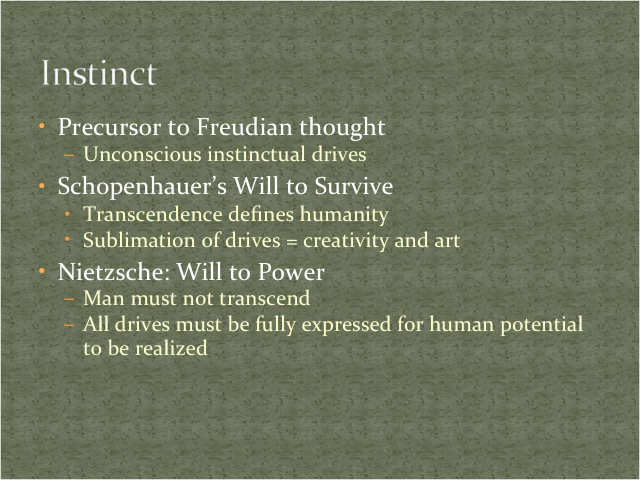 Instinct
• Precursor to Freudian thought
– Unconscious instinctual drives
• Schopenhauer’s Will to Survive
• Transcendence defines humanity
• Sublimation of drives = creativity and art
• Nietzsche: Will to Power
– Man must not transcend
– All drives must be fully expressed for human potential
to be realized